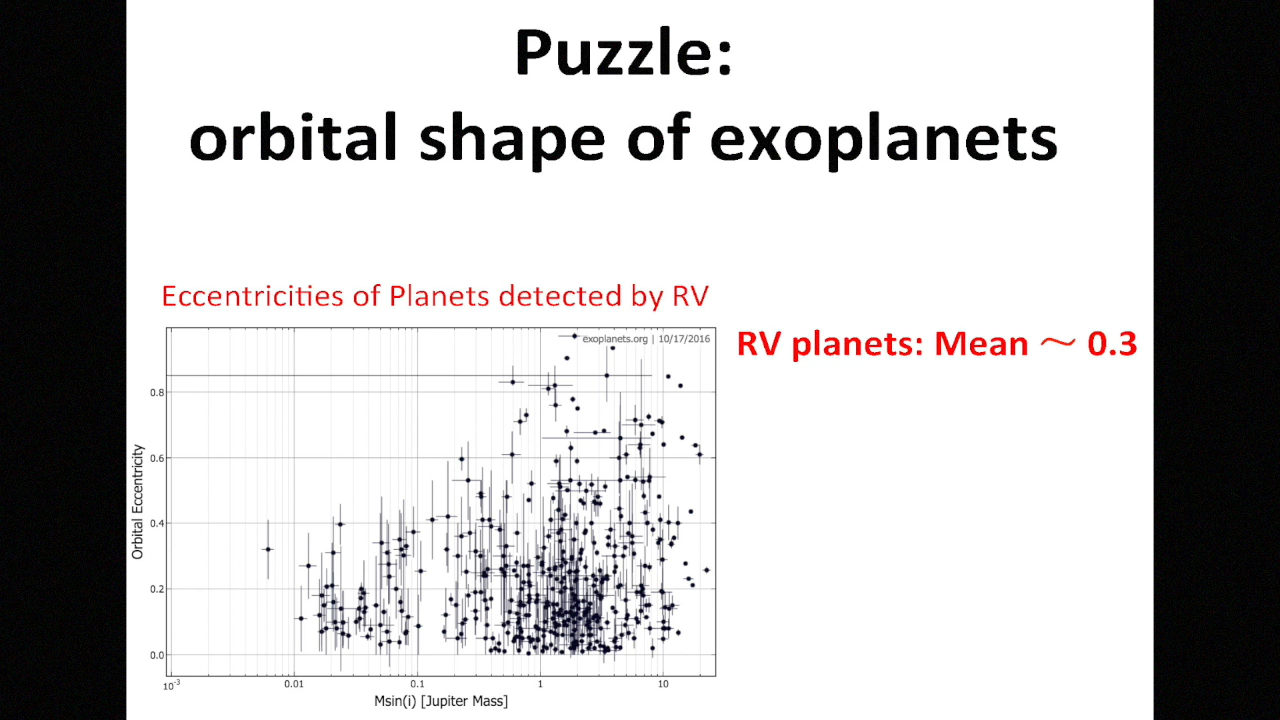 Puzzle:
orbital shape of exoplanets
Eccentricities of Planets detected by RV
RV planets: Mean ～ 0.3
exoplanets.org | 10/17/2016
Orbital Eccentricity
0.8
0.6
0.4
0.2
0.0
10⁻³ 0.01 0.1 1 10
Msin(i) [Jupiter Mass]